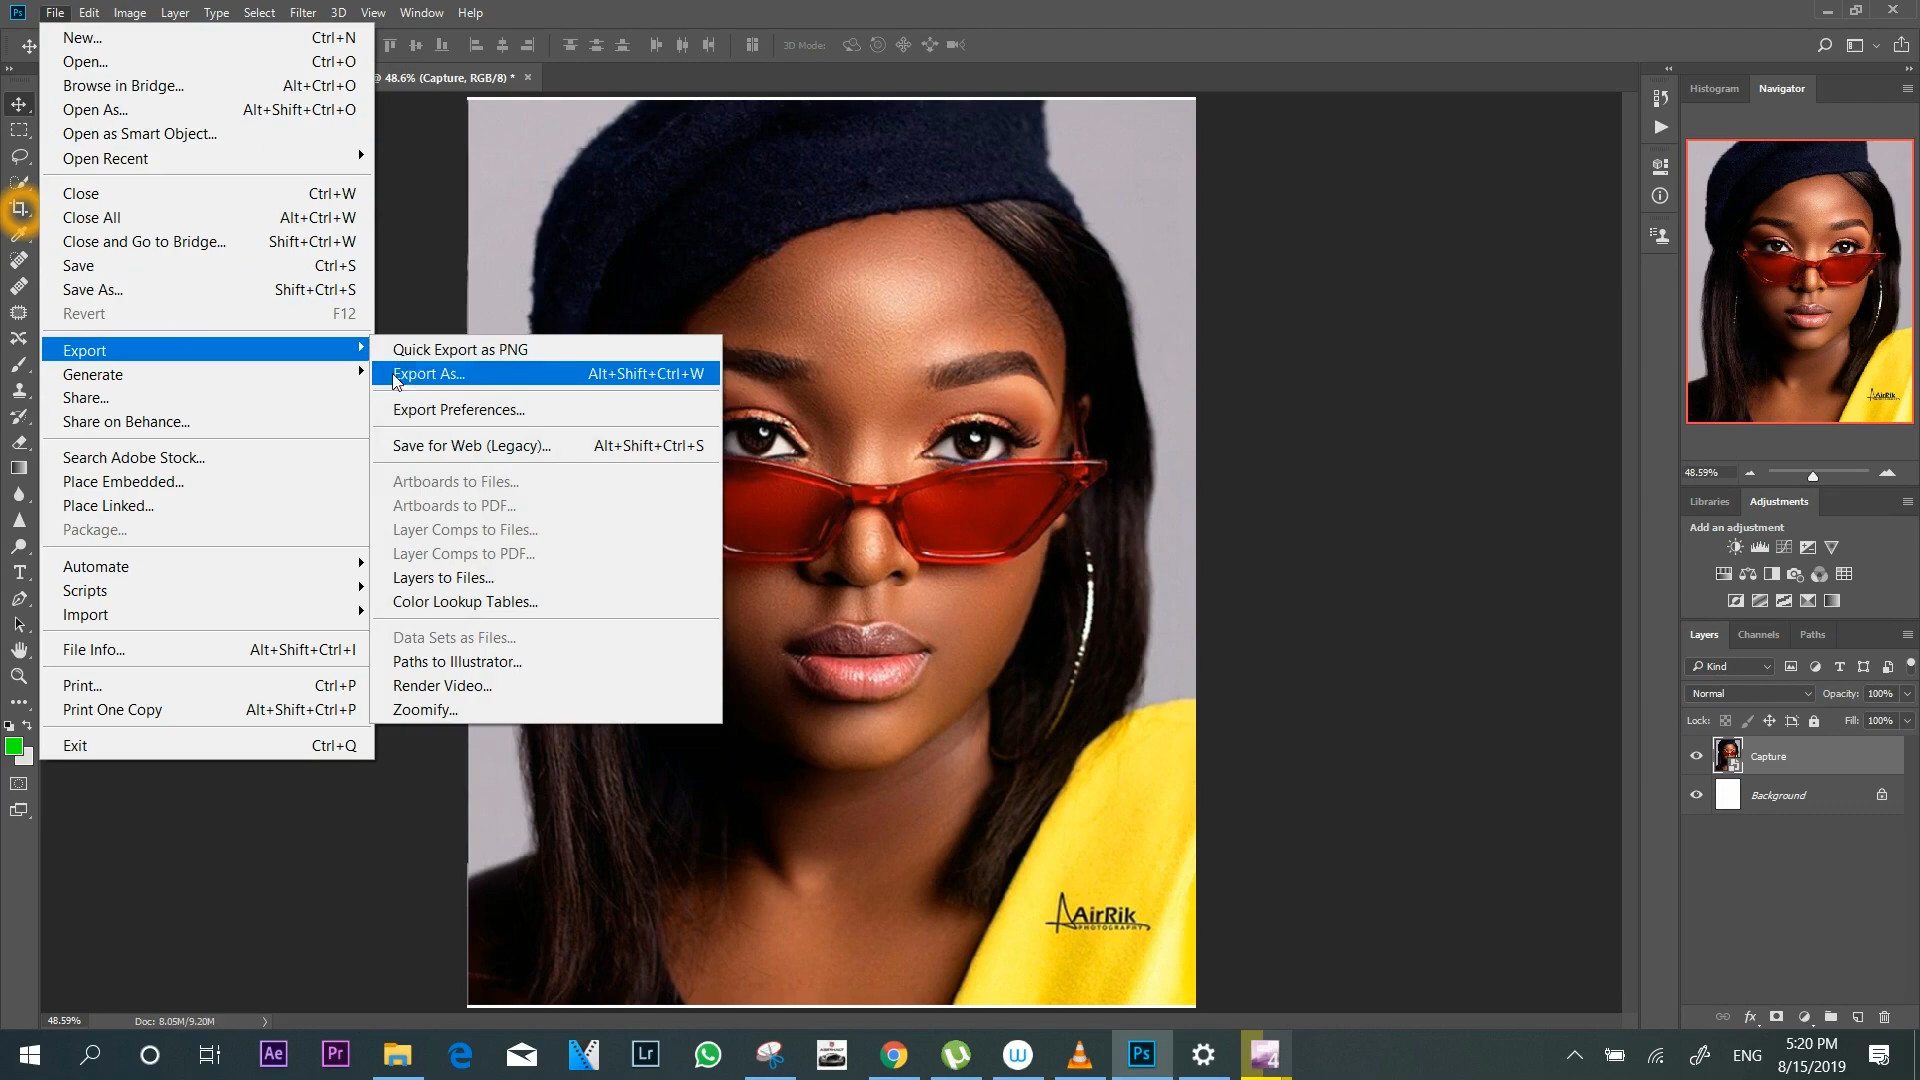 Ps File Edit Image Layer Type Select Filter 3D View Window Help
3D Mode:
48.6% (Capture, RGB/8) * ×
New... Ctrl+N
Open... Ctrl+O
Browse in Bridge... Alt+Ctrl+O
Open As... Alt+Shift+Ctrl+O
Open as Smart Object...
Open Recent
Close Ctrl+W
Close All Alt+Ctrl+W
Close and Go to Bridge... Shift+Ctrl+W
Save Ctrl+S
Save As... Shift+Ctrl+S
Revert F12
Export
Generate
Share...
Share on Behance...
Search Adobe Stock...
Place Embedded...
Place Linked...
Package...
Automate
Scripts
Import
File Info... Alt+Shift+Ctrl+I
Print... Ctrl+P
Print One Copy Alt+Shift+Ctrl+P
Exit Ctrl+Q
Quick Export as PNG
Export As... Alt+Shift+Ctrl+W
Export Preferences...
Save for Web (Legacy)... Alt+Shift+Ctrl+S
Artboards to Files...
Artboards to PDF...
Layer Comps to Files...
Layer Comps to PDF...
Layers to Files...
Color Lookup Tables...
Data Sets as Files...
Paths to Illustrator...
Render Video...
Zoomify...
AirRik
PHOTOGRAPHY
Histogram Navigator
AirRik
48.59%
Libraries Adjustments
Add an adjustment
Layers Channels Paths
Kind
Normal Opacity: 100%
Lock: Fill: 100%
Capture
Background
fx
48.59% Doc: 8.05M/9.20M
Ae Pr Lr Ps
ENG
5:20 PM
8/15/2019